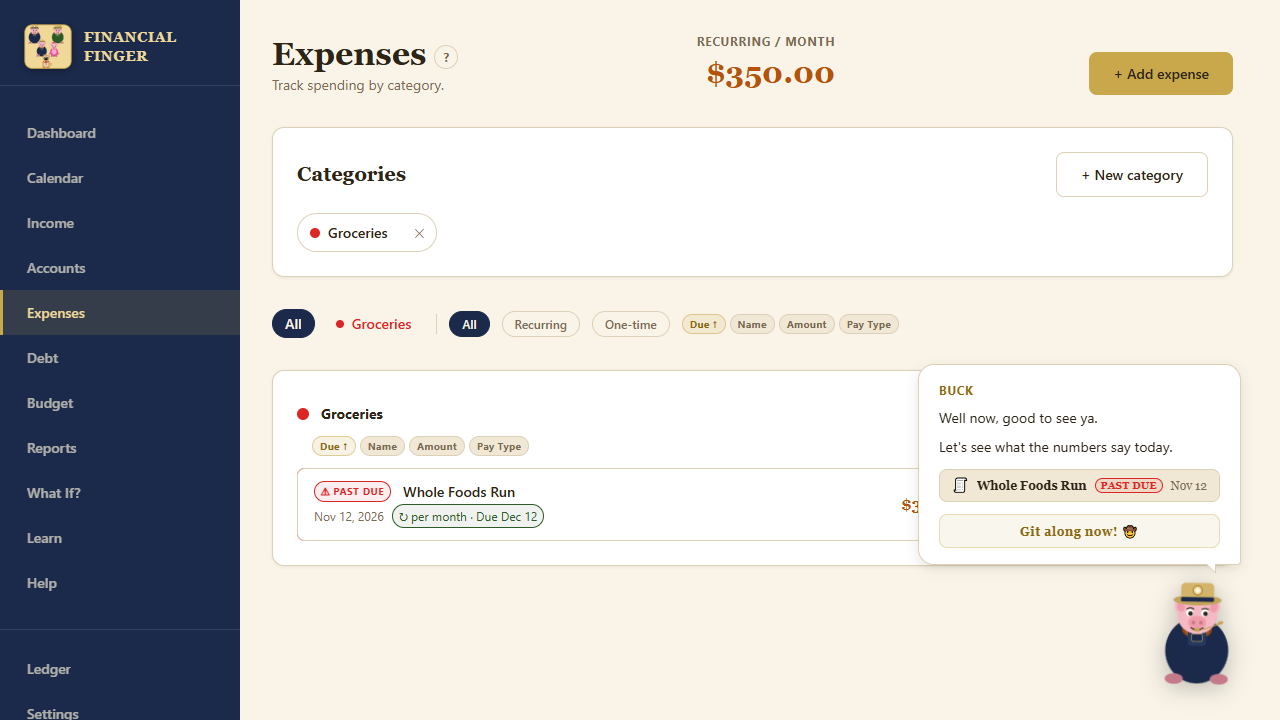 FINANCIAL
FINGER
Dashboard
Calendar
Income
Accounts
Expenses
Debt
Budget
Reports
What If?
Learn
Help
Ledger
Settings
Expenses ?
Track spending by category.
RECURRING / MONTH
$350.00
+ Add expense
Categories
+ New category
Groceries ×
All Groceries All Recurring One-time Due ↑ Name Amount Pay Type
Groceries
Due ↑ Name Amount Pay Type
⚠ PAST DUE Whole Foods Run
Nov 12, 2026 ↻ per month · Due Dec 12
BUCK
Well now, good to see ya.
Let's see what the numbers say today.
Whole Foods Run PAST DUE Nov 12
Git along now! 🤠